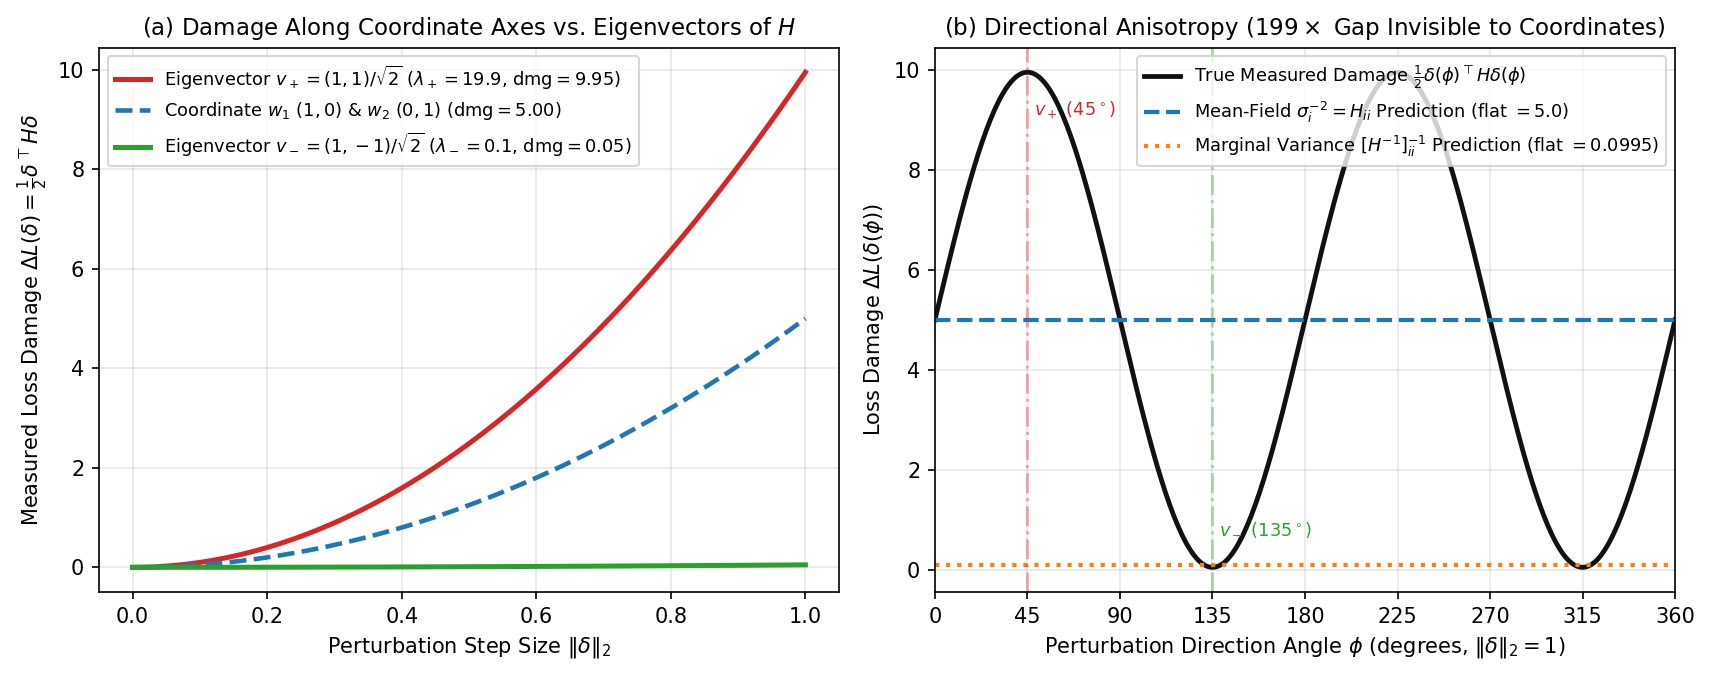 (a) Damage Along Coordinate Axes vs. Eigenvectors of H
Measured Loss Damage ΔL(δ) = ½δ⊤Hδ
10
8
6
4
2
0
Eigenvector v₊ = (1, 1)/√2 (λ₊ = 19.9, dmg = 9.95)
Coordinate w₁ (1, 0) & w₂ (0, 1) (dmg = 5.00)
Eigenvector v₋ = (1, −1)/√2 (λ₋ = 0.1, dmg = 0.05)
0.0 0.2 0.4 0.6 0.8 1.0
Perturbation Step Size ‖δ‖₂
(b) Directional Anisotropy (199× Gap Invisible to Coordinates)
Loss Damage ΔL(δ(ϕ))
10
8
6
4
2
0
True Measured Damage ½δ(ϕ)⊤Hδ(ϕ)
Mean-Field σᵢ⁻² = Hᵢᵢ Prediction (flat = 5.0)
Marginal Variance [H⁻¹]ᵢᵢ⁻¹ Prediction (flat = 0.0995)
v₊ (45°)
v₋ (135°)
0 45 90 135 180 225 270 315 360
Perturbation Direction Angle ϕ (degrees, ‖δ‖₂ = 1)